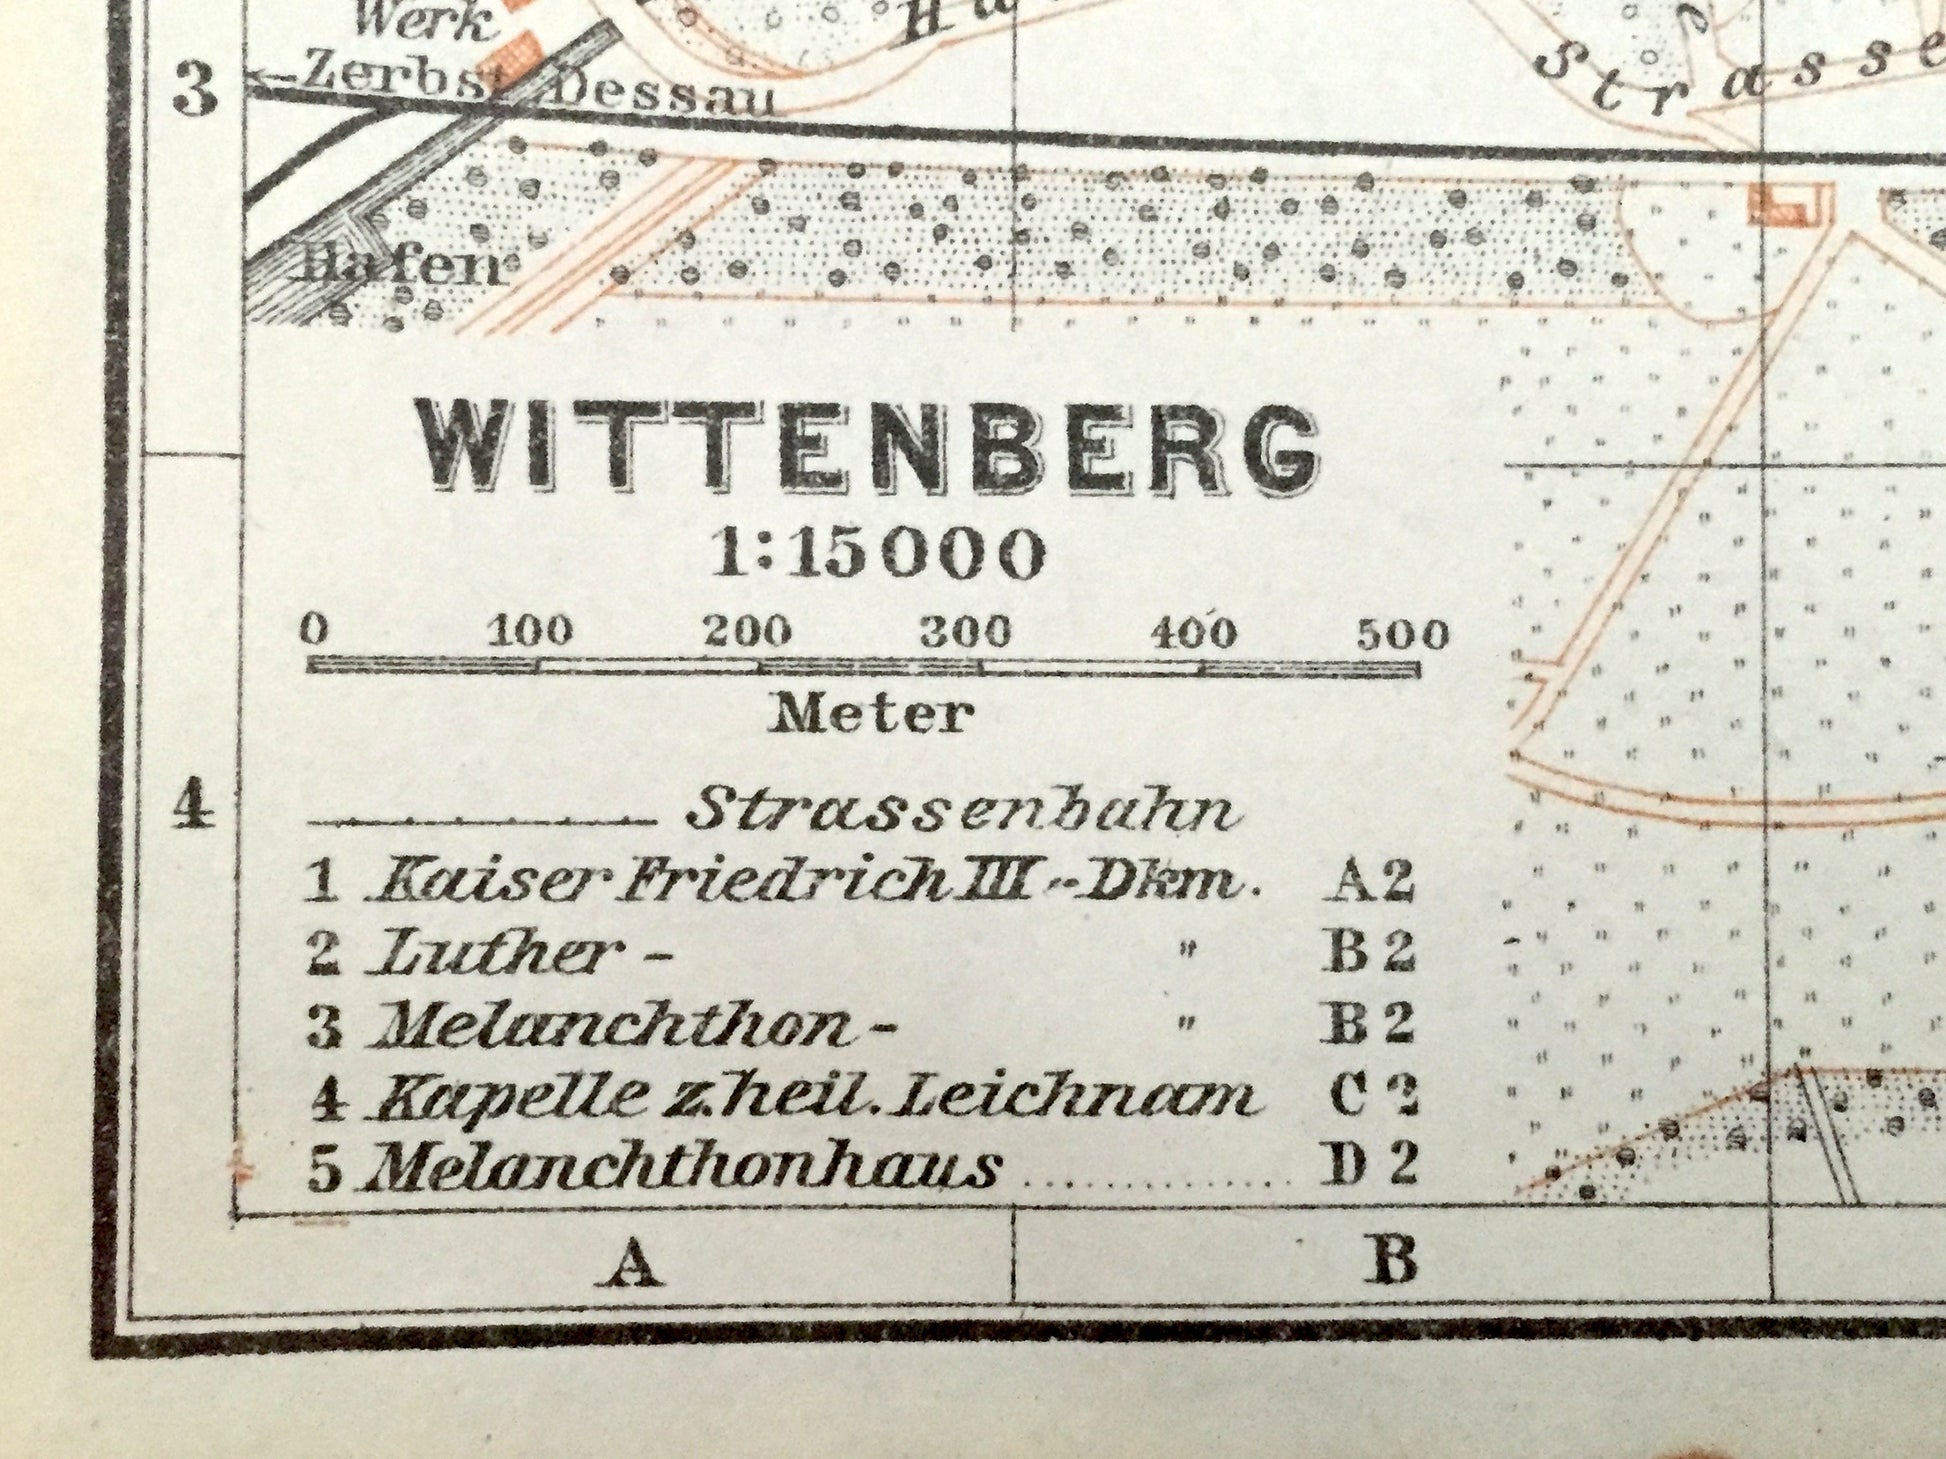 Werk
3
Zerbst, Dessau
Strasse
Hafen
WITTENBERG
1:15000
0 100 200 300 400 500
Meter
4
Strassenbahn
1 Kaiser Friedrich III.-Dkm. A 2
2 Luther- " B 2
3 Melanchthon- " B 2
4 Kapelle z. heil. Leichnam C 2
5 Melanchthonhaus ............. D 2
A B